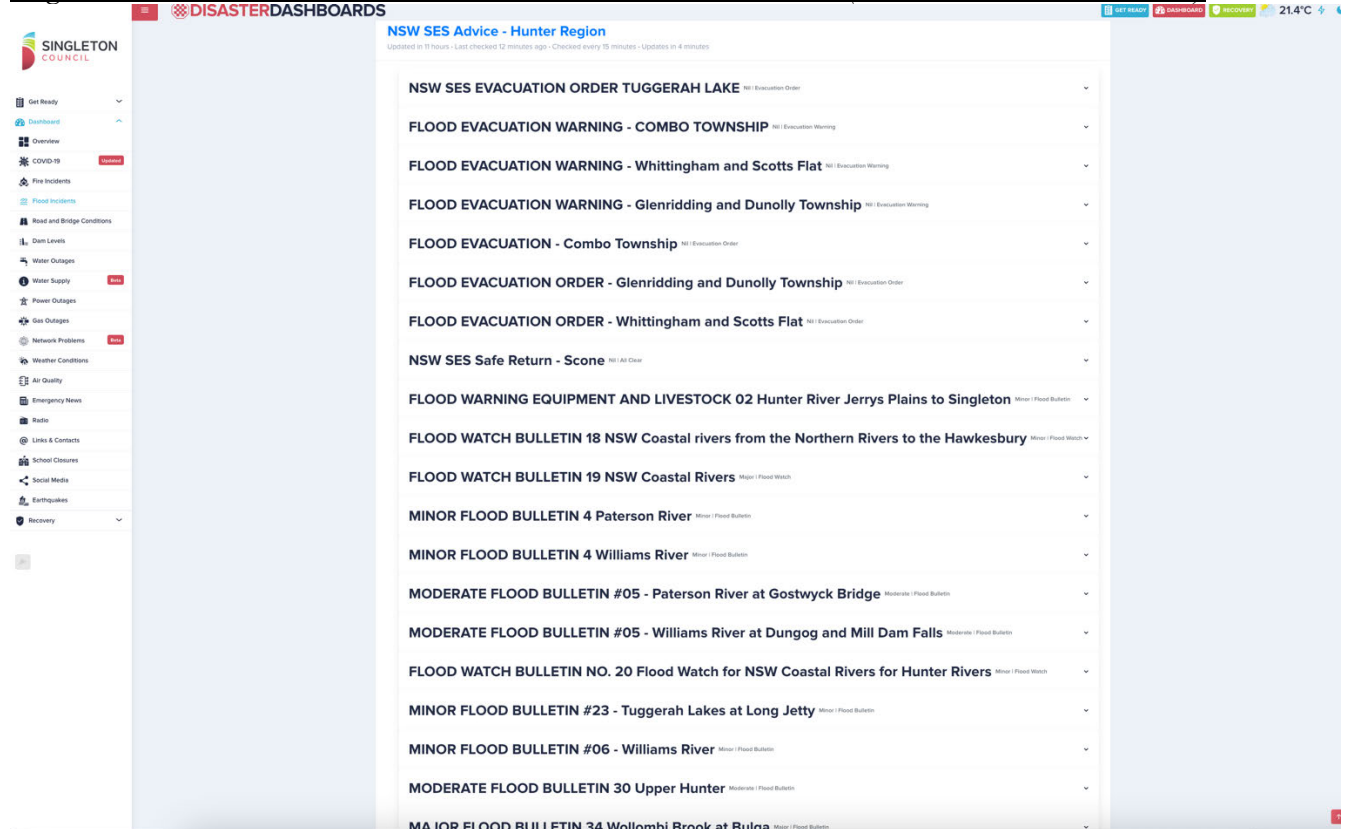 DISASTERDASHBOARDS
GET READY
DASHBOARD
RECOVERY
21.4°C
SINGLETON
COUNCIL
Get Ready
Dashboard
Overview
COVID-19 Updated
Fire Incidents
Flood Incidents
Road and Bridge Conditions
Dam Levels
Water Outages
Water Supply Beta
Power Outages
Gas Outages
Network Problems Beta
Weather Conditions
Air Quality
Emergency News
Radio
Links & Contacts
School Closures
Social Media
Earthquakes
Recovery
NSW SES Advice - Hunter Region
Updated in 11 hours - Last checked 12 minutes ago - Checked every 15 minutes - Updates in 4 minutes
NSW SES EVACUATION ORDER TUGGERAH LAKE Nil | Evacuation Order
FLOOD EVACUATION WARNING - COMBO TOWNSHIP Nil | Evacuation Warning
FLOOD EVACUATION WARNING - Whittingham and Scotts Flat Nil | Evacuation Warning
FLOOD EVACUATION WARNING - Glenridding and Dunolly Township Nil | Evacuation Warning
FLOOD EVACUATION - Combo Township Nil | Evacuation Order
FLOOD EVACUATION ORDER - Glenridding and Dunolly Township Nil | Evacuation Order
FLOOD EVACUATION ORDER - Whittingham and Scotts Flat Nil | Evacuation Order
NSW SES Safe Return - Scone Nil | All Clear
FLOOD WARNING EQUIPMENT AND LIVESTOCK 02 Hunter River Jerrys Plains to Singleton Minor | Flood Bulletin
FLOOD WATCH BULLETIN 18 NSW Coastal rivers from the Northern Rivers to the Hawkesbury Minor | Flood Watch
FLOOD WATCH BULLETIN 19 NSW Coastal Rivers Major | Flood Watch
MINOR FLOOD BULLETIN 4 Paterson River Minor | Flood Bulletin
MINOR FLOOD BULLETIN 4 Williams River Minor | Flood Bulletin
MODERATE FLOOD BULLETIN #05 - Paterson River at Gostwyck Bridge Moderate | Flood Bulletin
MODERATE FLOOD BULLETIN #05 - Williams River at Dungog and Mill Dam Falls Moderate | Flood Bulletin
FLOOD WATCH BULLETIN NO. 20 Flood Watch for NSW Coastal Rivers for Hunter Rivers Minor | Flood Watch
MINOR FLOOD BULLETIN #23 - Tuggerah Lakes at Long Jetty Minor | Flood Bulletin
MINOR FLOOD BULLETIN #06 - Williams River Minor | Flood Bulletin
MODERATE FLOOD BULLETIN 30 Upper Hunter Moderate | Flood Bulletin
MAJOR FLOOD BULLETIN 34 Wollombi Brook at Bulga Major | Flood Bulletin